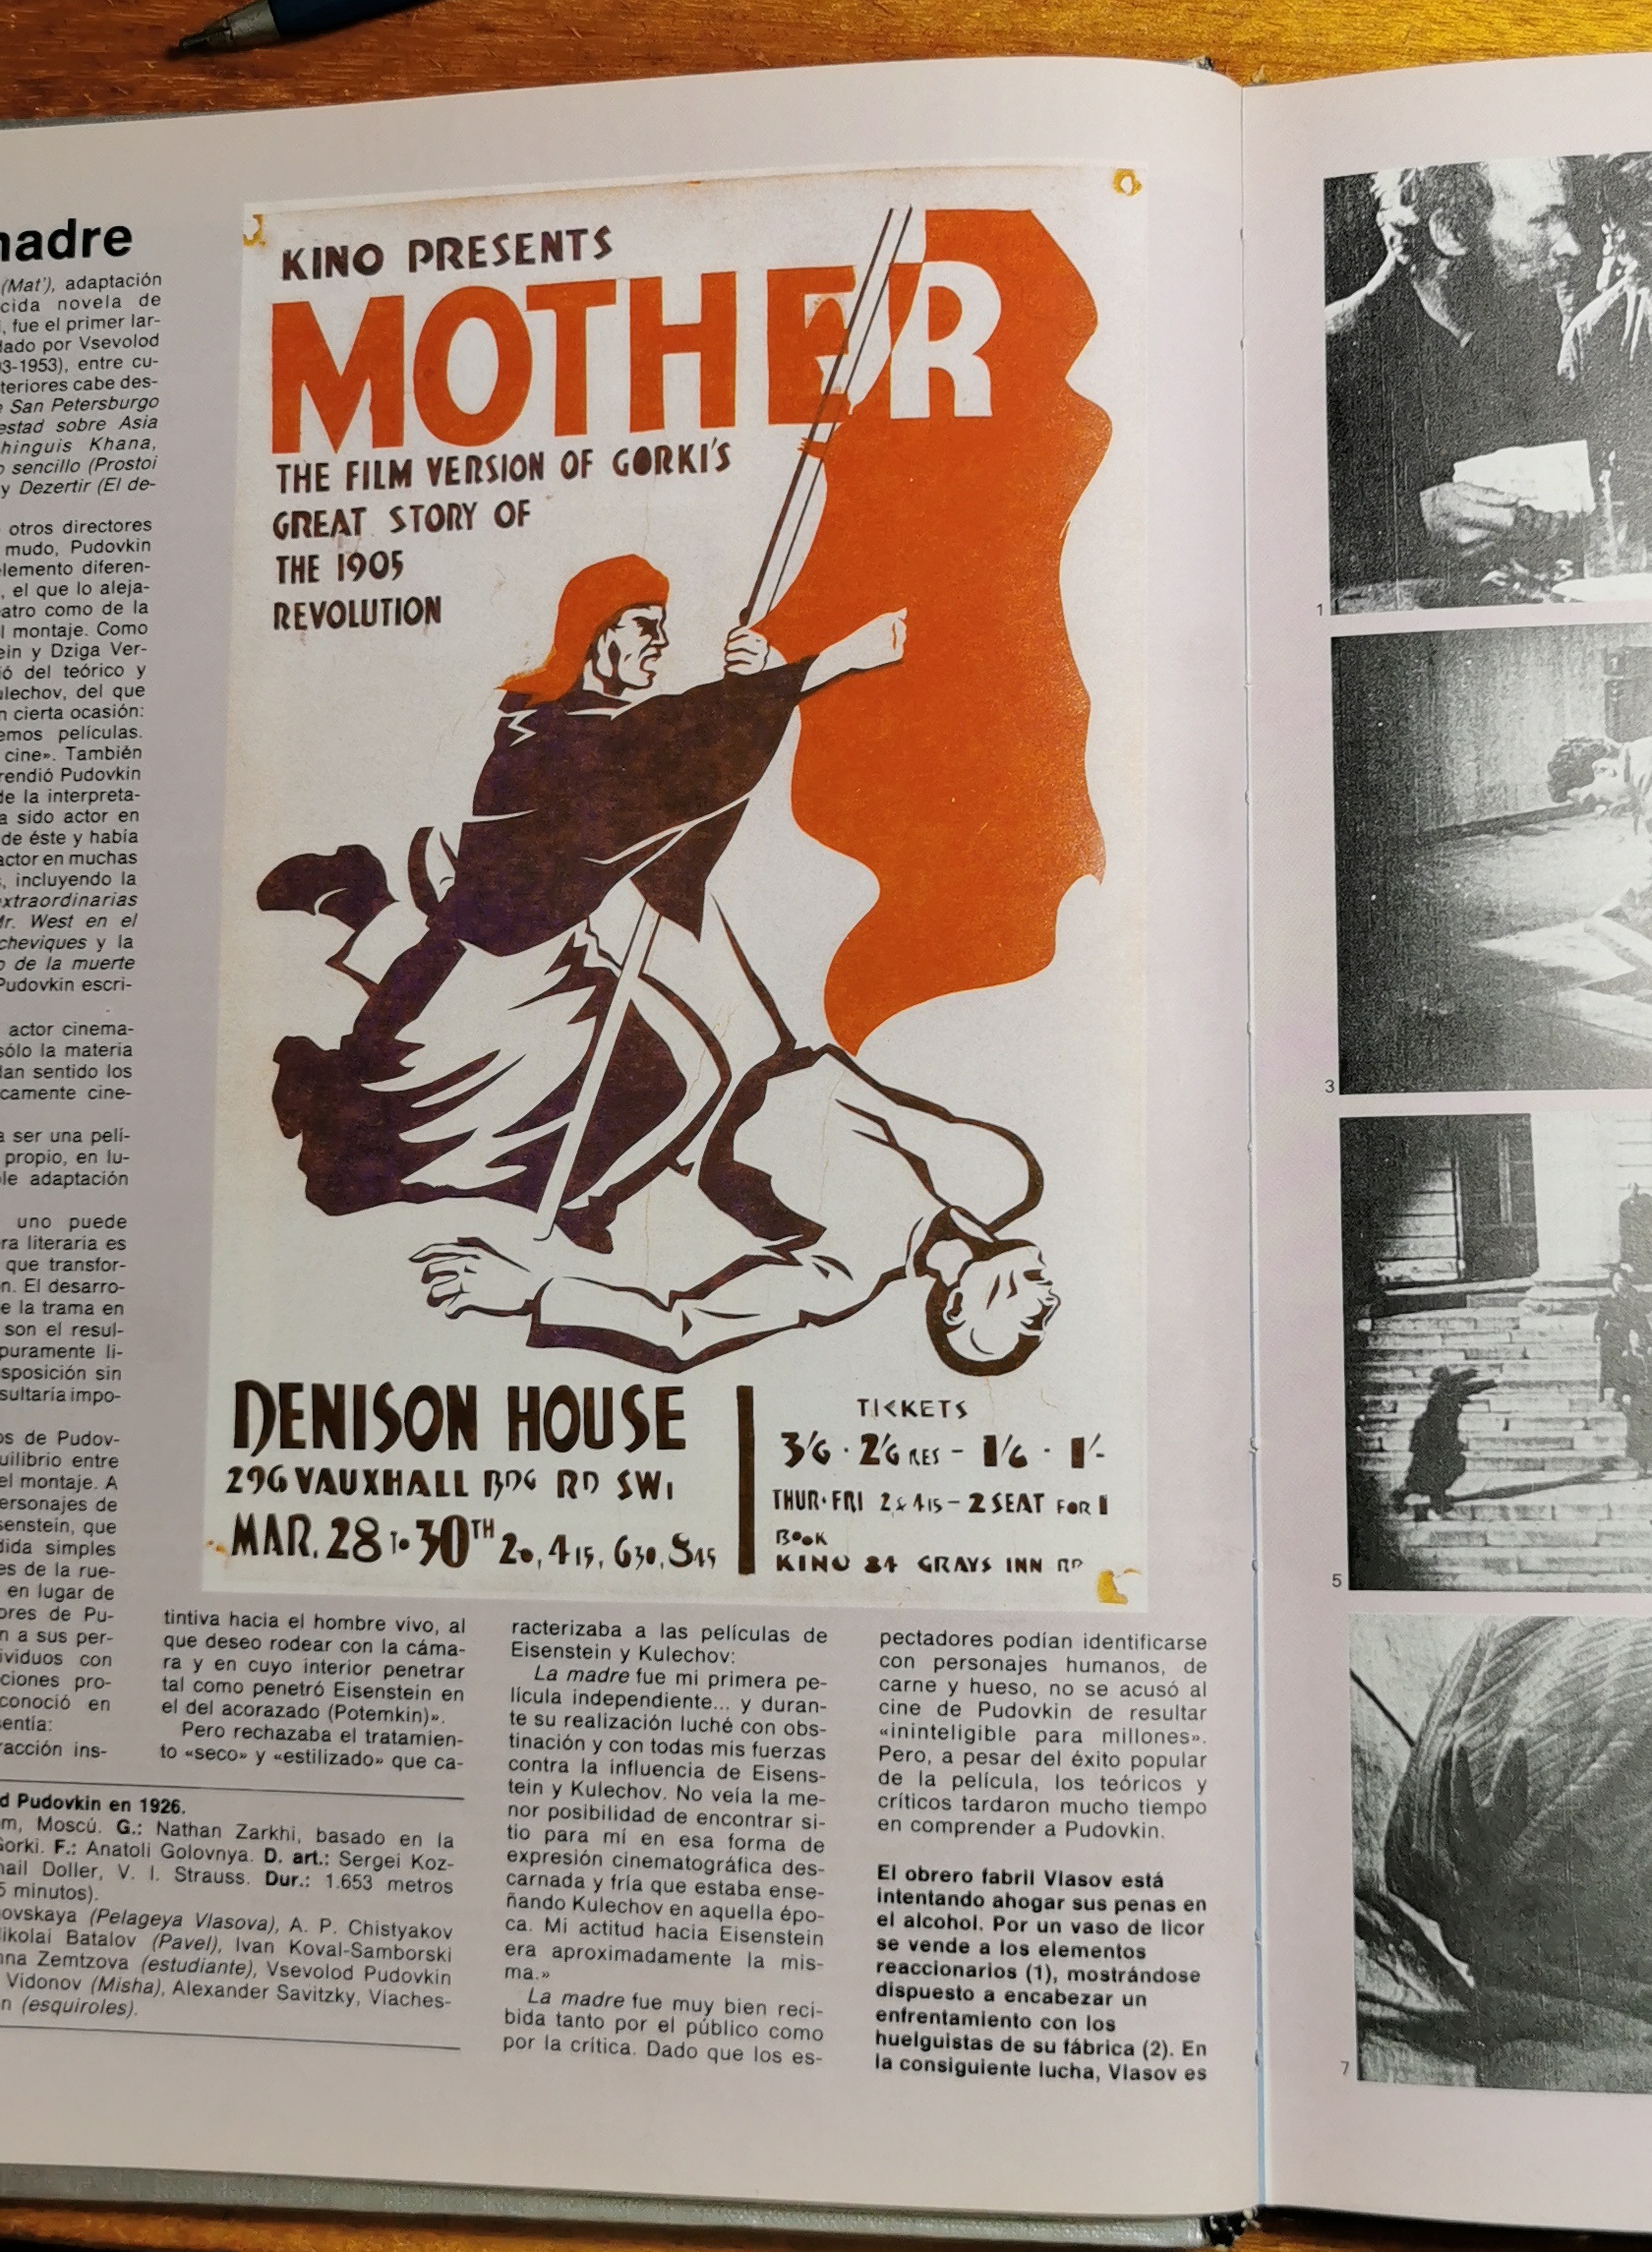 nadre
(Mat'), adaptación
cida novela de
, fue el primer lar-
dado por Vsevolod
93-1953), entre cu-
teriores cabe des-
e San Petersburgo
estad sobre Asia
hinguis Khana,
o sencillo (Prostoi
y Dezertir (El de-
otros directores
mudo, Pudovkin
elemento diferen-
, el que lo aleja-
atro como de la
l montaje. Como
ein y Dziga Ver-
ió del teórico y
ulechov, del que
n cierta ocasión:
emos películas.
cine». También
rendió Pudovkin
de la interpreta-
a sido actor en
de éste y había
actor en muchas
, incluyendo la
extraordinarias
Mr. West en el
cheviques y la
o de la muerte
Pudovkin escri-
actor cinema-
sólo la materia
dan sentido los
camente cine-
a ser una pelí-
propio, en lu-
ole adaptación
uno puede
ra literaria es
que transfor-
n. El desarro-
e la trama en
son el resul-
puramente li-
sposición sin
sultaría impo-
os de Pudov-
uilibrio entre
el montaje. A
ersonajes de
senstein, que
dida simples
es de la rue-
en lugar de
ores de Pu-
n a sus per-
ividuos con
ciones pro-
conoció en
sentía:
racción ins-
KINO PRESENTS
MOTHER
THE FILM VERSION OF GORKI'S
GREAT STORY OF
THE 1905
REVOLUTION
DENISON HOUSE
296 VAUXHALL BDG RD SW1
MAR. 28 TO 30TH 2.0, 4.15, 6.30, 8.45
TICKETS
3/6 · 2/6 RES - 1/6 · 1/-
THUR · FRI 2 & 4.15 - 2 SEAT FOR 1
BOOK
KINO 84 GRAYS INN RD
tintiva hacia el hombre vivo, al
que deseo rodear con la cáma-
ra y en cuyo interior penetrar
tal como penetró Eisenstein en
el del acorazado (Potemkin)».
Pero rechazaba el tratamien-
to «seco» y «estilizado» que ca-
d Pudovkin en 1926.
m, Moscú. G.: Nathan Zarkhi, basado en la
Gorki. F.: Anatoli Golovnya. D. art.: Sergei Koz-
hail Doller, V. I. Strauss. Dur.: 1.653 metros
5 minutos).
ovskaya (Pelageya Vlasova), A. P. Chistyakov
Nikolai Batalov (Pavel), Ivan Koval-Samborski
nna Zemtzova (estudiante), Vsevolod Pudovkin
Vidonov (Misha), Alexander Savitzky, Viaches-
n (esquiroles).
racterizaba a las películas de
Eisenstein y Kulechov:
La madre fue mi primera pe-
lícula independiente... y duran-
te su realización luché con obs-
tinación y con todas mis fuerzas
contra la influencia de Eisens-
tein y Kulechov. No veía la me-
nor posibilidad de encontrar si-
tio para mí en esa forma de
expresión cinematográfica des-
carnada y fría que estaba ense-
ñando Kulechov en aquella épo-
ca. Mi actitud hacia Eisenstein
era aproximadamente la mis-
ma.»
La madre fue muy bien reci-
bida tanto por el público como
por la crítica. Dado que los es-
pectadores podían identificarse
con personajes humanos, de
carne y hueso, no se acusó al
cine de Pudovkin de resultar
«ininteligible para millones».
Pero, a pesar del éxito popular
de la película, los teóricos y
críticos tardaron mucho tiempo
en comprender a Pudovkin.
El obrero fabril Vlasov está
intentando ahogar sus penas en
el alcohol. Por un vaso de licor
se vende a los elementos
reaccionarios (1), mostrándose
dispuesto a encabezar un
enfrentamiento con los
huelguistas de su fábrica (2). En
la consiguiente lucha, Vlasov es
1
3
5
7